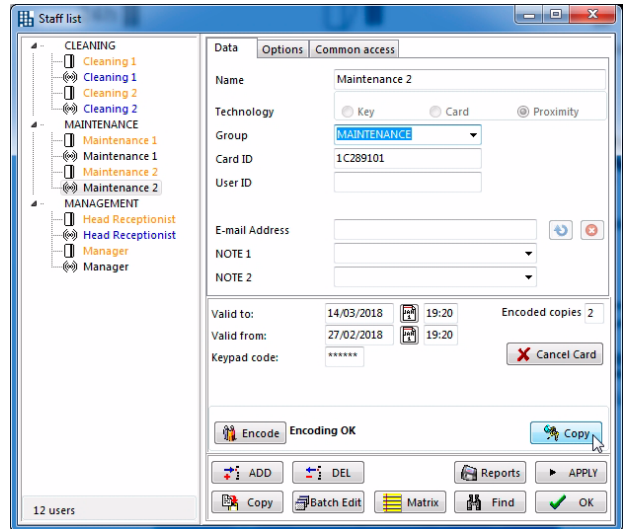 Staff list
CLEANING
Cleaning 1
Cleaning 1
Cleaning 2
Cleaning 2
MAINTENANCE
Maintenance 1
Maintenance 1
Maintenance 2
Maintenance 2
MANAGEMENT
Head Receptionist
Head Receptionist
Manager
Manager
12 users
Data Options Common access
Name Maintenance 2
Technology Key Card Proximity
Group MAINTENANCE
Card ID 1C289101
User ID
E-mail Address
NOTE 1
NOTE 2
Valid to: 14/03/2018 19:20 Encoded copies 2
Valid from: 27/02/2018 19:20
Keypad code: ****** Cancel Card
Encode Encoding OK Copy
ADD DEL Reports APPLY
Copy Batch Edit Matrix Find OK